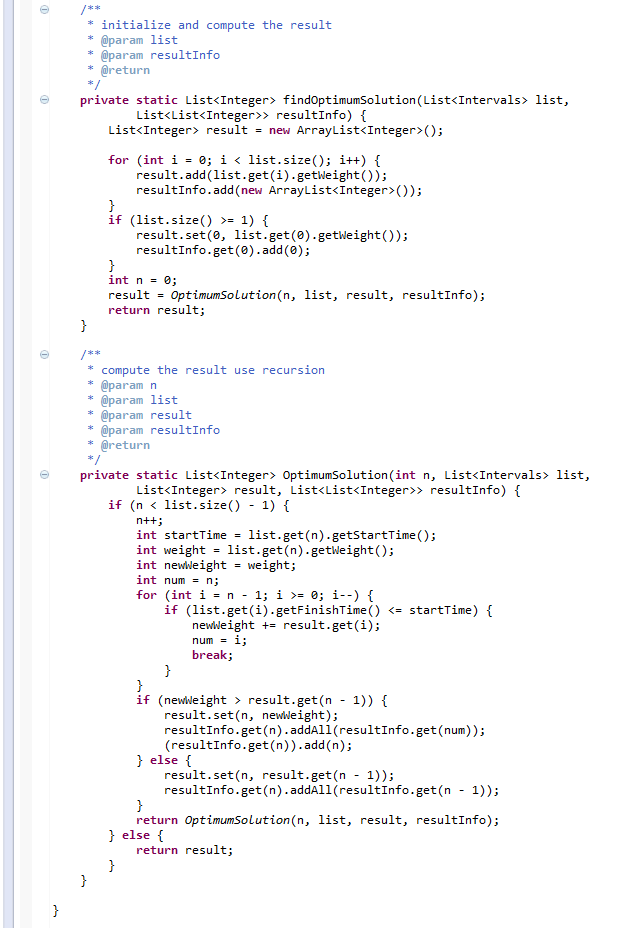 /**
 * initialize and compute the result
 * @param list
 * @param resultInfo
 * @return
 */
private static List<Integer> findOptimumSolution(List<Intervals> list,
        List<List<Integer>> resultInfo) {
    List<Integer> result = new ArrayList<Integer>();

    for (int i = 0; i < list.size(); i++) {
        result.add(list.get(i).getWeight());
        resultInfo.add(new ArrayList<Integer>());
    }
    if (list.size() >= 1) {
        result.set(0, list.get(0).getWeight());
        resultInfo.get(0).add(0);
    }
    int n = 0;
    result = OptimumSolution(n, list, result, resultInfo);
    return result;
}

/**
 * compute the result use recursion
 * @param n
 * @param list
 * @param result
 * @param resultInfo
 * @return
 */
private static List<Integer> OptimumSolution(int n, List<Intervals> list,
        List<Integer> result, List<List<Integer>> resultInfo) {
    if (n < list.size() - 1) {
        n++;
        int startTime = list.get(n).getStartTime();
        int weight = list.get(n).getWeight();
        int newWeight = weight;
        int num = n;
        for (int i = n - 1; i >= 0; i--) {
            if (list.get(i).getFinishTime() <= startTime) {
                newWeight += result.get(i);
                num = i;
                break;
            }
        }
        if (newWeight > result.get(n - 1)) {
            result.set(n, newWeight);
            resultInfo.get(n).addAll(resultInfo.get(num));
            (resultInfo.get(n)).add(n);
        } else {
            result.set(n, result.get(n - 1));
            resultInfo.get(n).addAll(resultInfo.get(n - 1));
        }
        return OptimumSolution(n, list, result, resultInfo);
    } else {
        return result;
    }
}

}